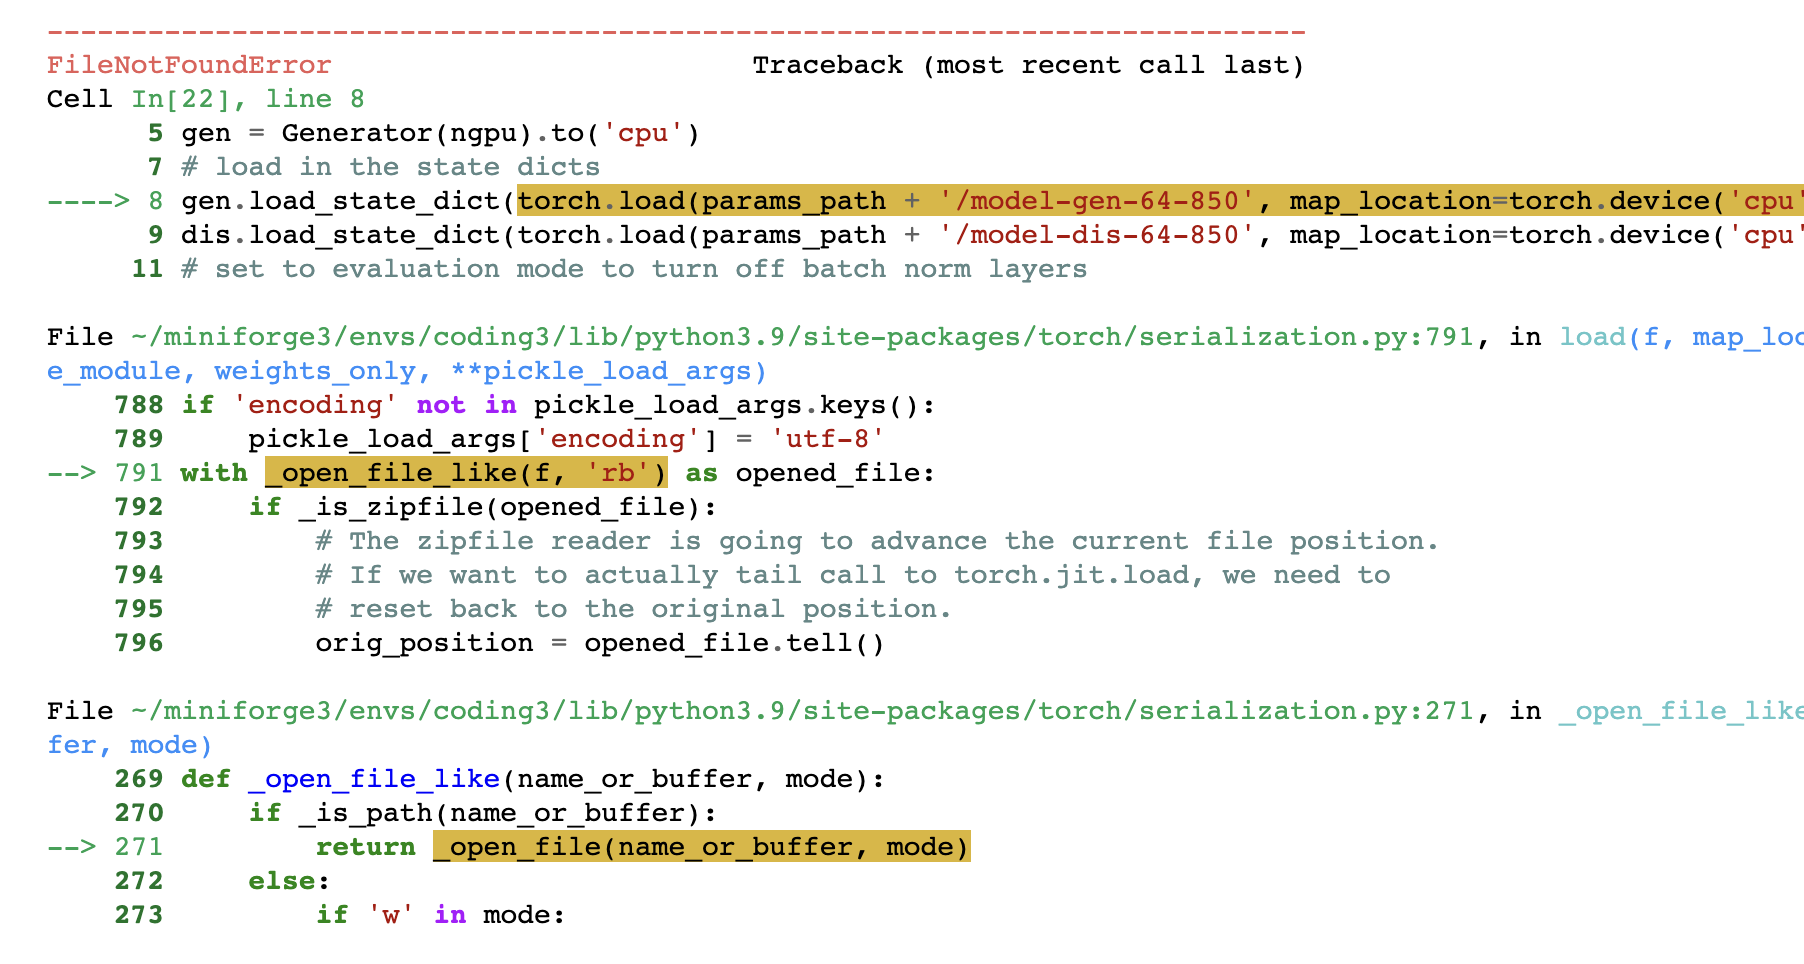 ---------------------------------------------------------------------------
FileNotFoundError                         Traceback (most recent call last)
Cell In[22], line 8
      5 gen = Generator(ngpu).to('cpu')
      7 # load in the state dicts
----> 8 gen.load_state_dict(torch.load(params_path + '/model-gen-64-850', map_location=torch.device('cpu'
      9 dis.load_state_dict(torch.load(params_path + '/model-dis-64-850', map_location=torch.device('cpu'
     11 # set to evaluation mode to turn off batch norm layers

File ~/miniforge3/envs/coding3/lib/python3.9/site-packages/torch/serialization.py:791, in load(f, map_loc
e_module, weights_only, **pickle_load_args)
    788 if 'encoding' not in pickle_load_args.keys():
    789     pickle_load_args['encoding'] = 'utf-8'
--> 791 with _open_file_like(f, 'rb') as opened_file:
    792     if _is_zipfile(opened_file):
    793         # The zipfile reader is going to advance the current file position.
    794         # If we want to actually tail call to torch.jit.load, we need to
    795         # reset back to the original position.
    796         orig_position = opened_file.tell()

File ~/miniforge3/envs/coding3/lib/python3.9/site-packages/torch/serialization.py:271, in _open_file_like
fer, mode)
    269 def _open_file_like(name_or_buffer, mode):
    270     if _is_path(name_or_buffer):
--> 271         return _open_file(name_or_buffer, mode)
    272     else:
    273         if 'w' in mode: